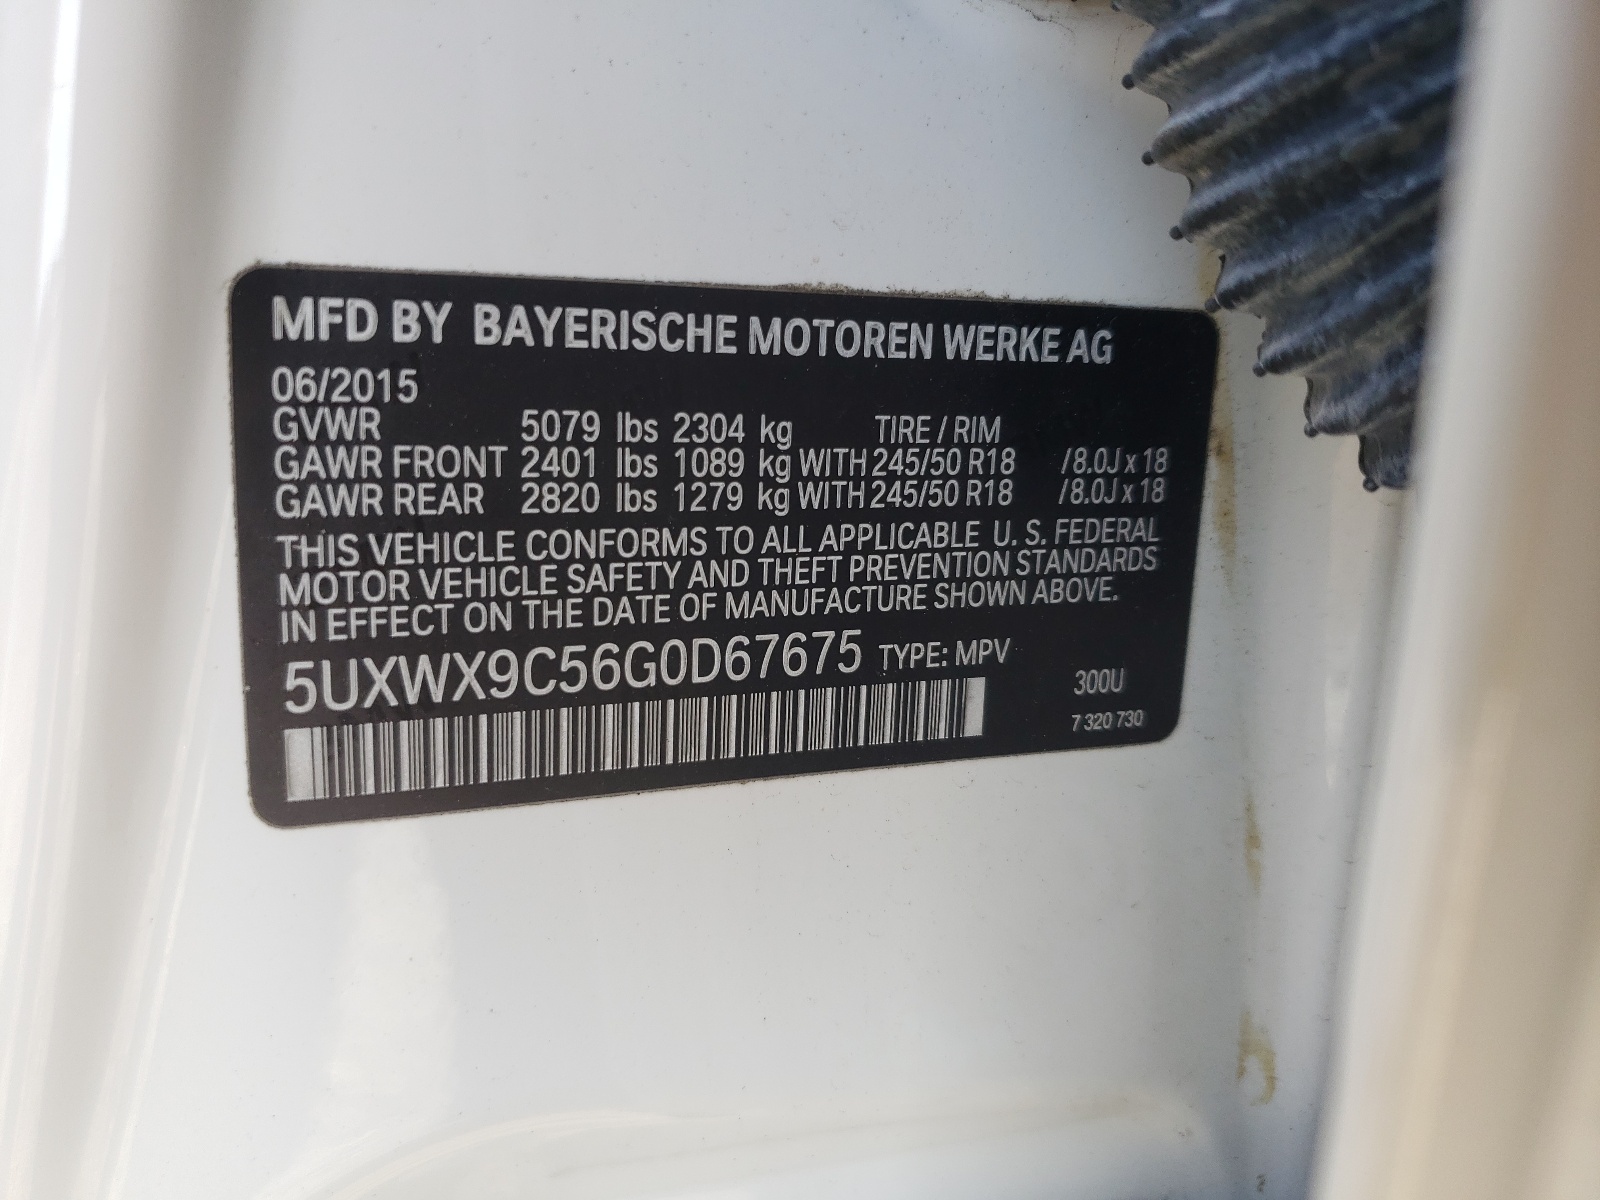 MFD BY BAYERISCHE MOTOREN WERKE AG
06/2015
GVWR 5079 lbs 2304 kg TIRE / RIM
GAWR FRONT 2401 lbs 1089 kg WITH 245/50 R18 /8.0J x 18
GAWR REAR 2820 lbs 1279 kg WITH 245/50 R18 /8.0J x 18
THIS VEHICLE CONFORMS TO ALL APPLICABLE U. S. FEDERAL
MOTOR VEHICLE SAFETY AND THEFT PREVENTION STANDARDS
IN EFFECT ON THE DATE OF MANUFACTURE SHOWN ABOVE.
5UXWX9C56G0D67675 TYPE: MPV
300U
7 320 730